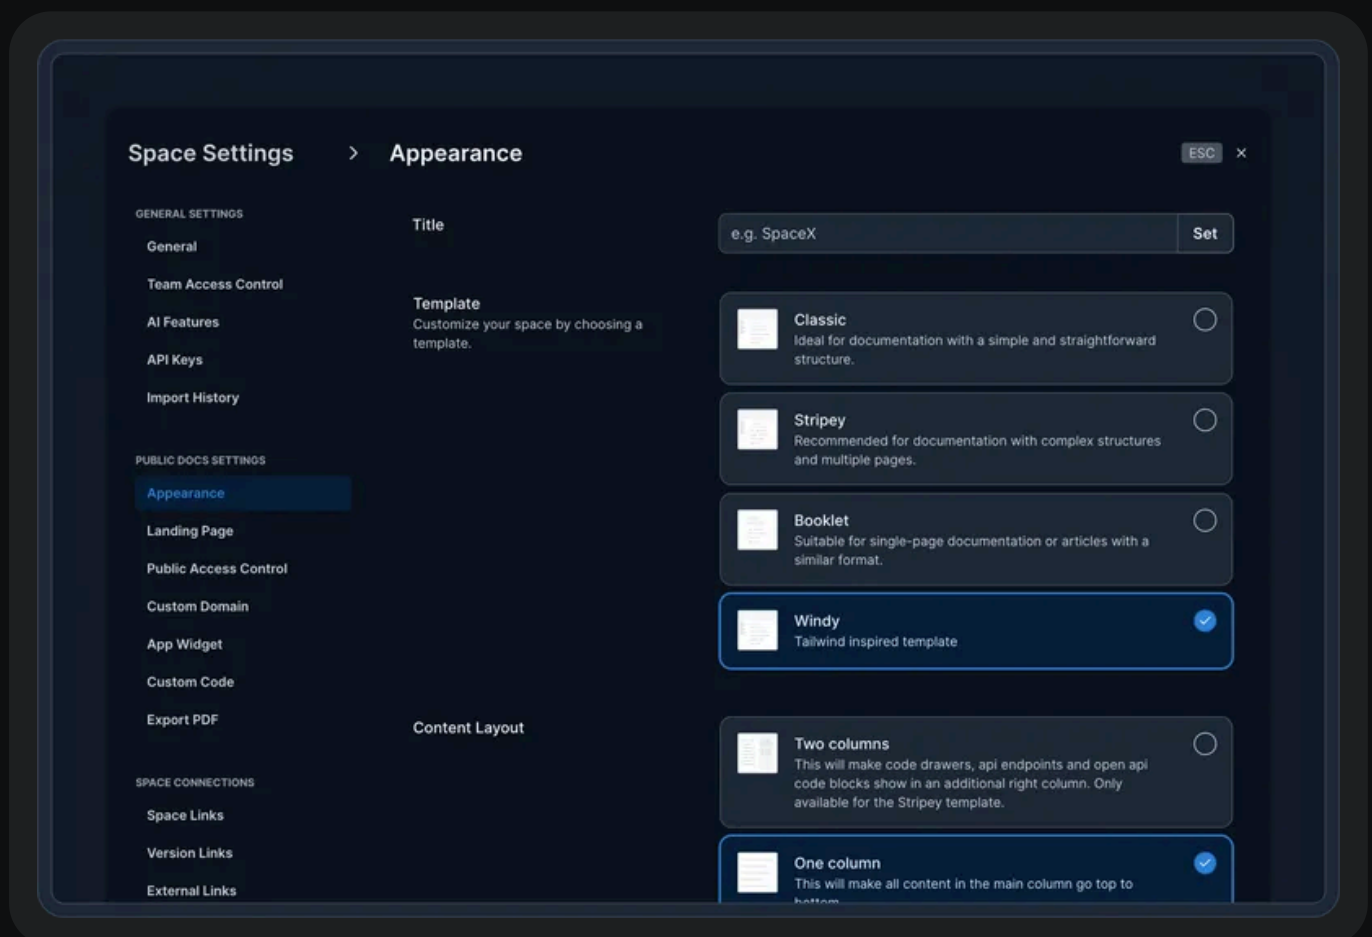 Space Settings
Appearance
ESC
GENERAL SETTINGS
General
Team Access Control
AI Features
API Keys
Import History
PUBLIC DOCS SETTINGS
Appearance
Landing Page
Public Access Control
Custom Domain
App Widget
Custom Code
Export PDF
SPACE CONNECTIONS
Space Links
Version Links
External Links
Title
e.g. SpaceX
Set
Template
Customize your space by choosing a
template.
Classic
Ideal for documentation with a simple and straightforward
structure.
Stripey
Recommended for documentation with complex structures
and multiple pages.
Booklet
Suitable for single-page documentation or articles with a
similar format.
Windy
Tailwind inspired template
Content Layout
Two columns
This will make code drawers, api endpoints and open api
code blocks show in an additional right column. Only
available for the Stripey template.
One column
This will make all content in the main column go top to
bottom.